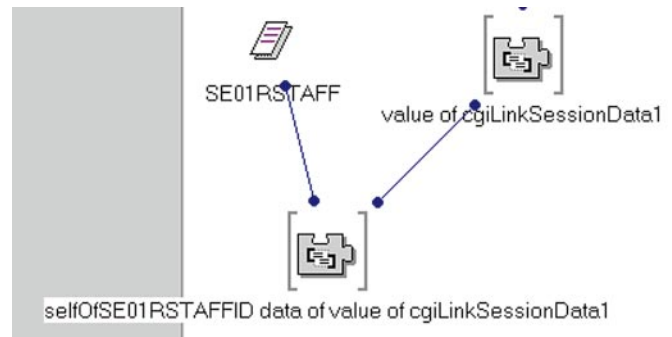 SE01RSTAFF
value of cgiLinkSessionData1
selfOfSE01RSTAFFID data of value of cgiLinkSessionData1